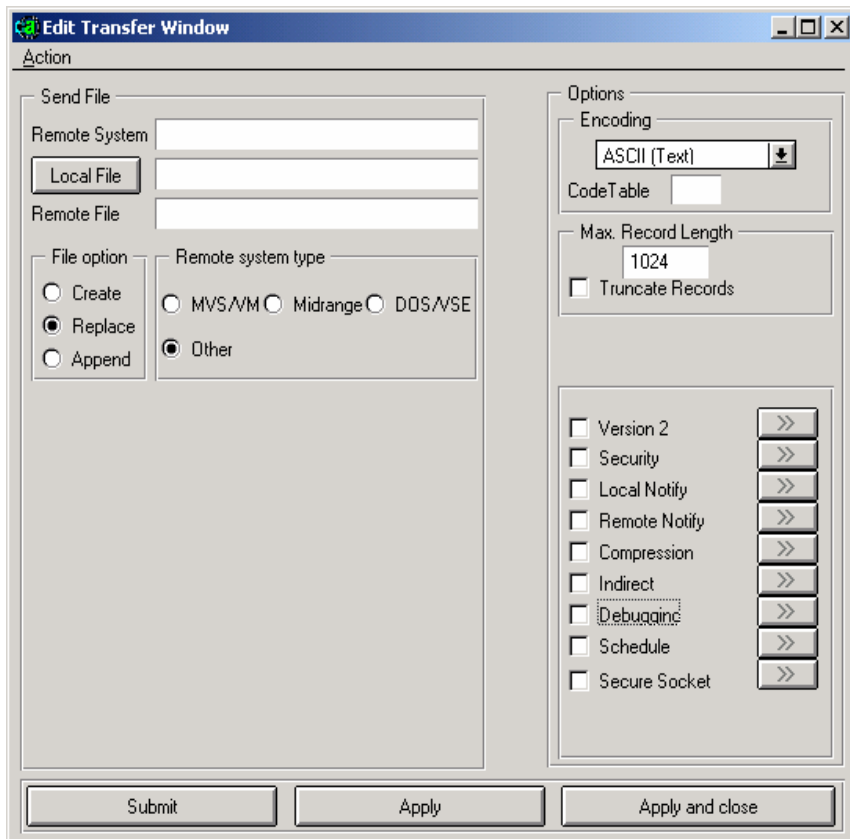 Edit Transfer Window
Action
Send File
Remote System
Local File
Remote File
File option
Create
Replace
Append
Remote system type
MVS/VM Midrange DOS/VSE
Other
Options
Encoding
ASCII (Text)
CodeTable
Max. Record Length
1024
Truncate Records
Version 2 >>
Security >>
Local Notify >>
Remote Notify >>
Compression >>
Indirect >>
Debugging >>
Schedule >>
Secure Socket >>
Submit Apply Apply and close